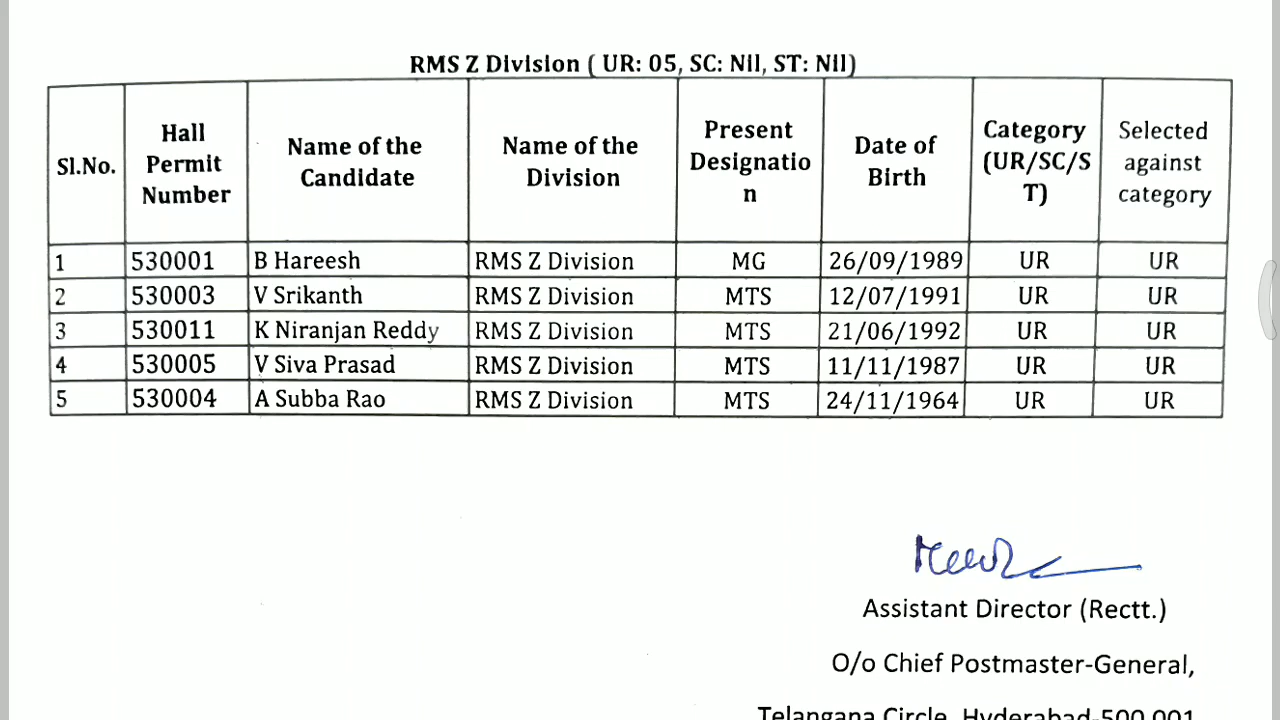 RMS Z Division ( UR: 05, SC: Nil, ST: Nil)
Sl.No. Hall Permit Number Name of the Candidate Name of the Division Present Designatio n Date of Birth Category (UR/SC/S T) Selected against category
1 530001 B Hareesh RMS Z Division MG 26/09/1989 UR UR
2 530003 V Srikanth RMS Z Division MTS 12/07/1991 UR UR
3 530011 K Niranjan Reddy RMS Z Division MTS 21/06/1992 UR UR
4 530005 V Siva Prasad RMS Z Division MTS 11/11/1987 UR UR
5 530004 A Subba Rao RMS Z Division MTS 24/11/1964 UR UR
Assistant Director (Rectt.)
O/o Chief Postmaster-General,
Telangana Circle, Hyderabad-500 001